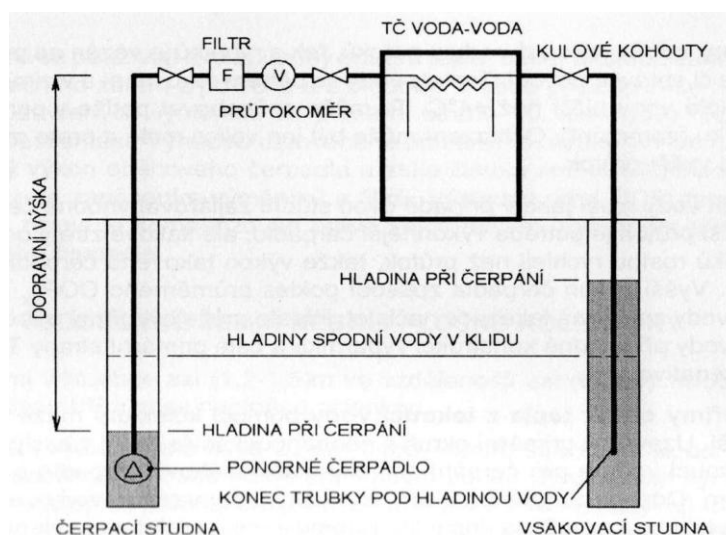 FILTR
TČ VODA-VODA
KULOVÉ KOHOUTY
F
PRŮTOKOMĚR
DOPRAVNÍ VÝŠKA
HLADINA PŘI ČERPÁNÍ
HLADINY SPODNÍ VODY V KLIDU
HLADINA PŘI ČERPÁNÍ
PONORNÉ ČERPADLO
KONEC TRUBKY POD HLADINOU VODY
ČERPACÍ STUDNA
VSAKOVACÍ STUDNA